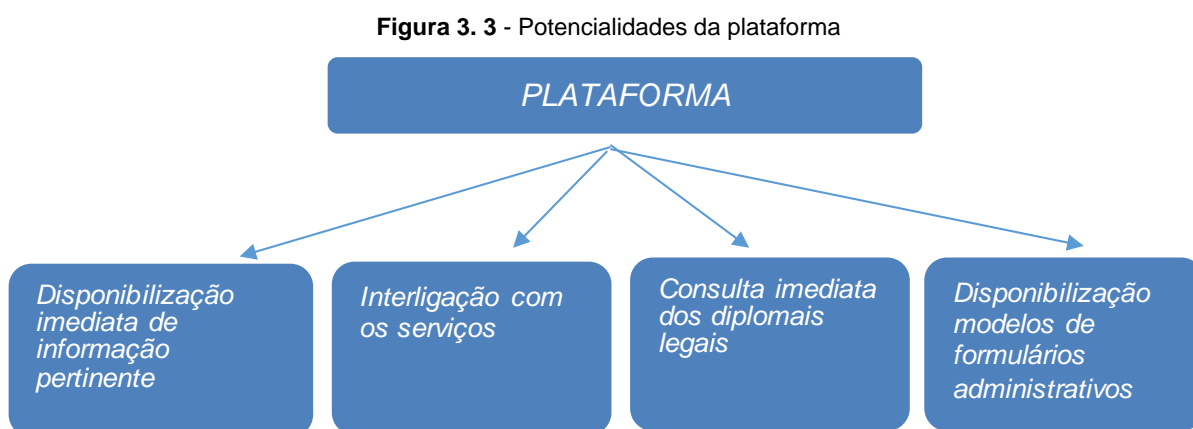 Figura 3. 3 - Potencialidades da plataforma
PLATAFORMA
Disponibilização
imediata de
informação
pertinente
Interligação com
os serviços
Consulta imediata
dos diplomais
legais
Disponibilização
modelos de
formulários
administrativos